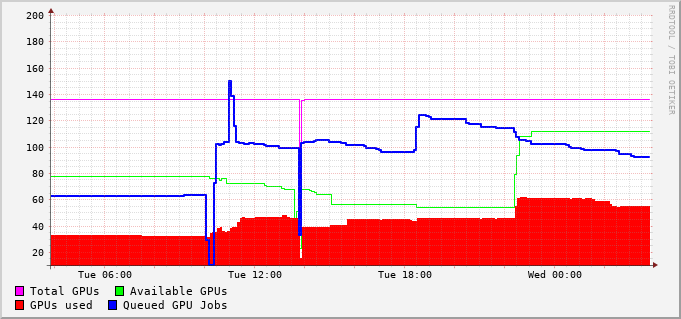 200
180
160
140
120
100
80
60
40
20
Tue 06:00 Tue 12:00 Tue 18:00 Wed 00:00
Total GPUs Available GPUs
GPUs used Queued GPU Jobs
RRDTOOL / TOBI OETIKER